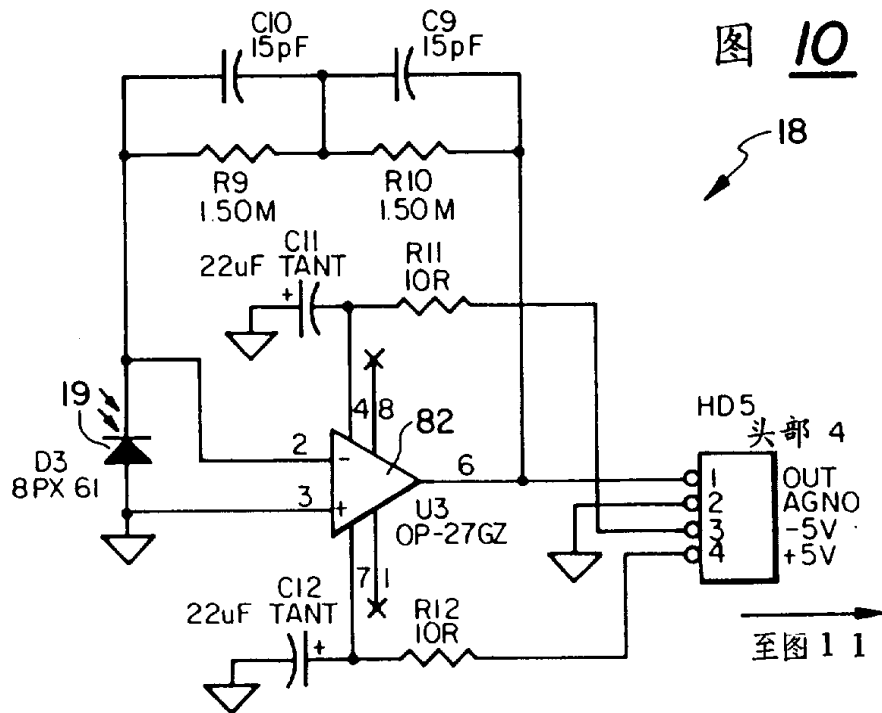 C10
15pF
C9
15pF
图 10
18
R9
1.50M
R10
1.50M
C11
22uF TANT
+
R11
10R
19
D3
8PX 61
4
8
82
2
-
3
+
6
U3
OP-27GZ
7
1
HD5
头部 4
1 OUT
2 AGNO
3 -5V
4 +5V
C12
22uF TANT
+
R12
10R
至图11